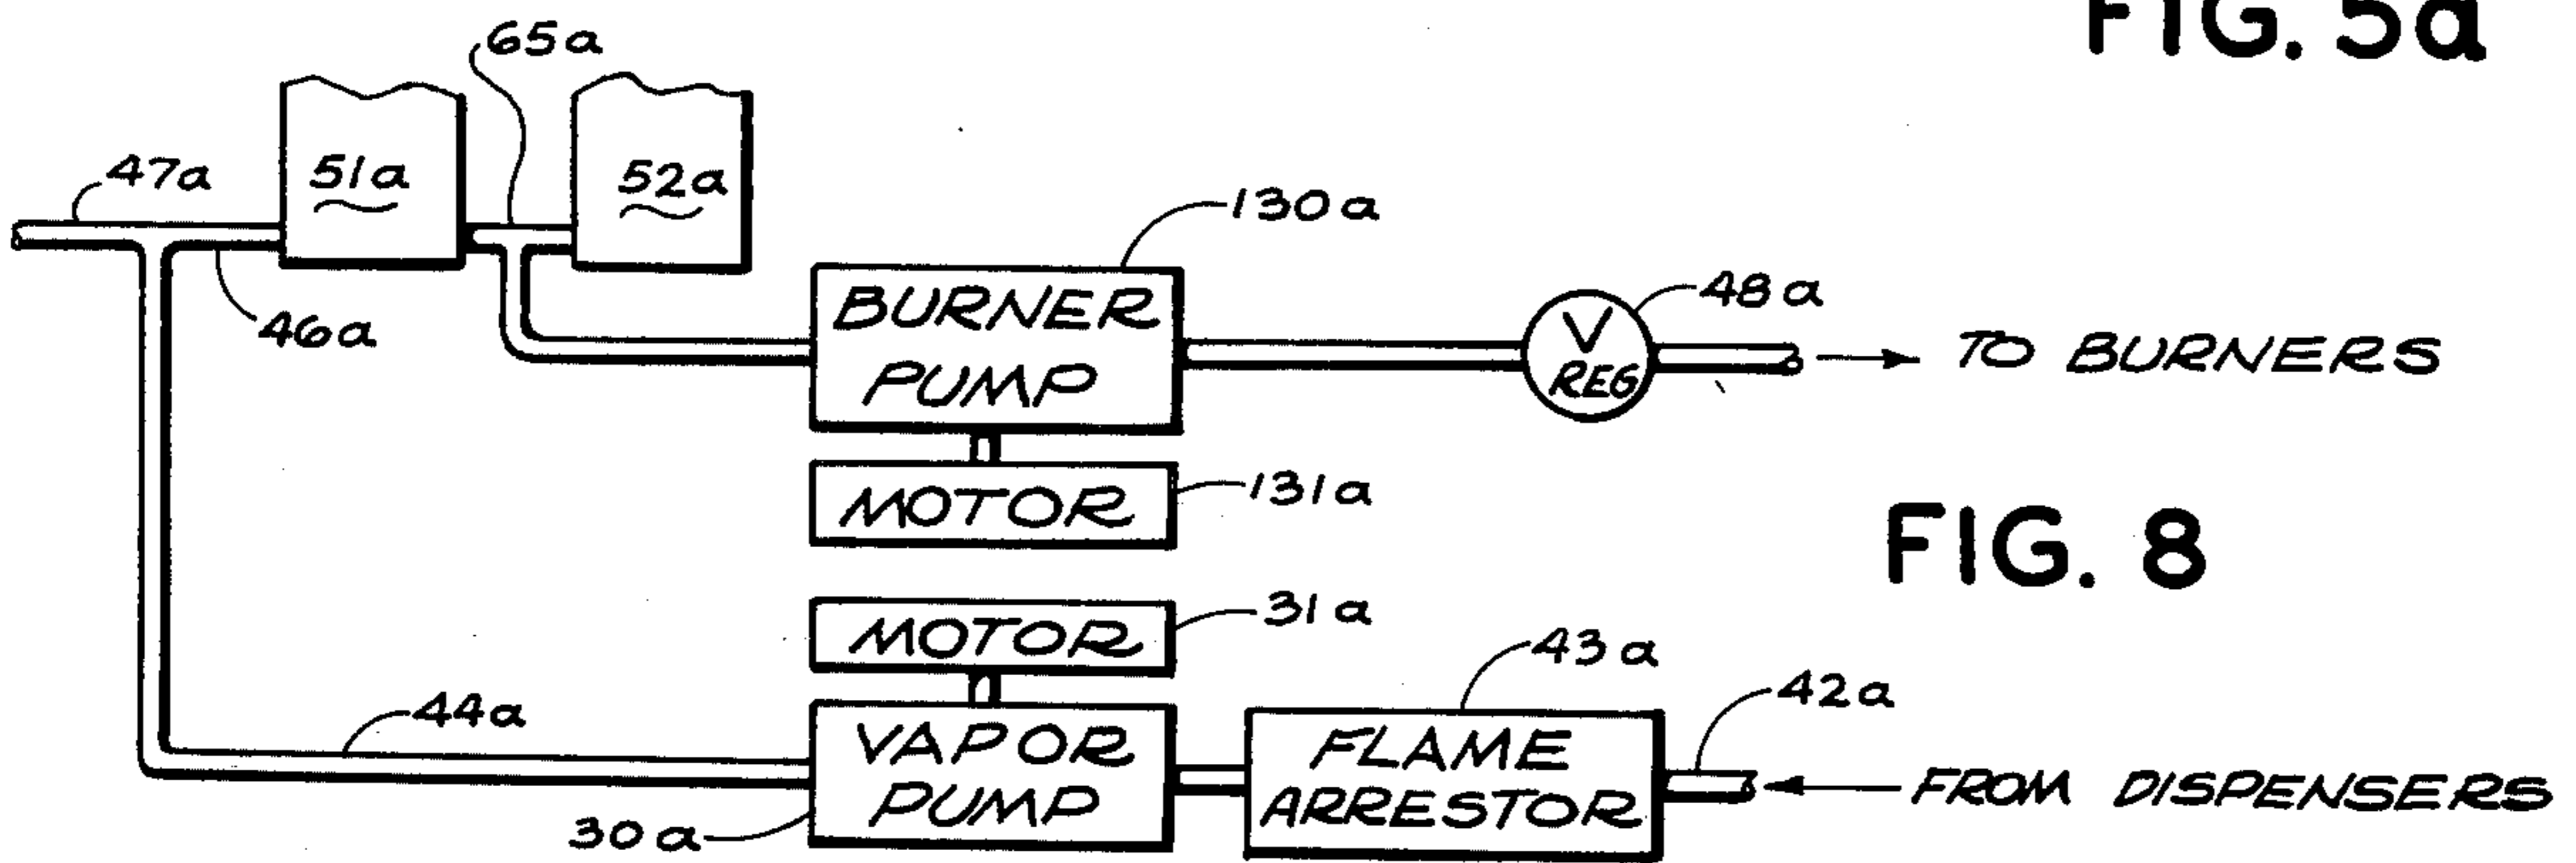 FIG. 5a
65a
47a
51a
52a
130a
46a
BURNER
PUMP
48a
V
REG
TO BURNERS
MOTOR
131a
FIG. 8
MOTOR
31a
43a
42a
44a
VAPOR
PUMP
FLAME
ARRESTOR
FROM DISPENSERS
30a